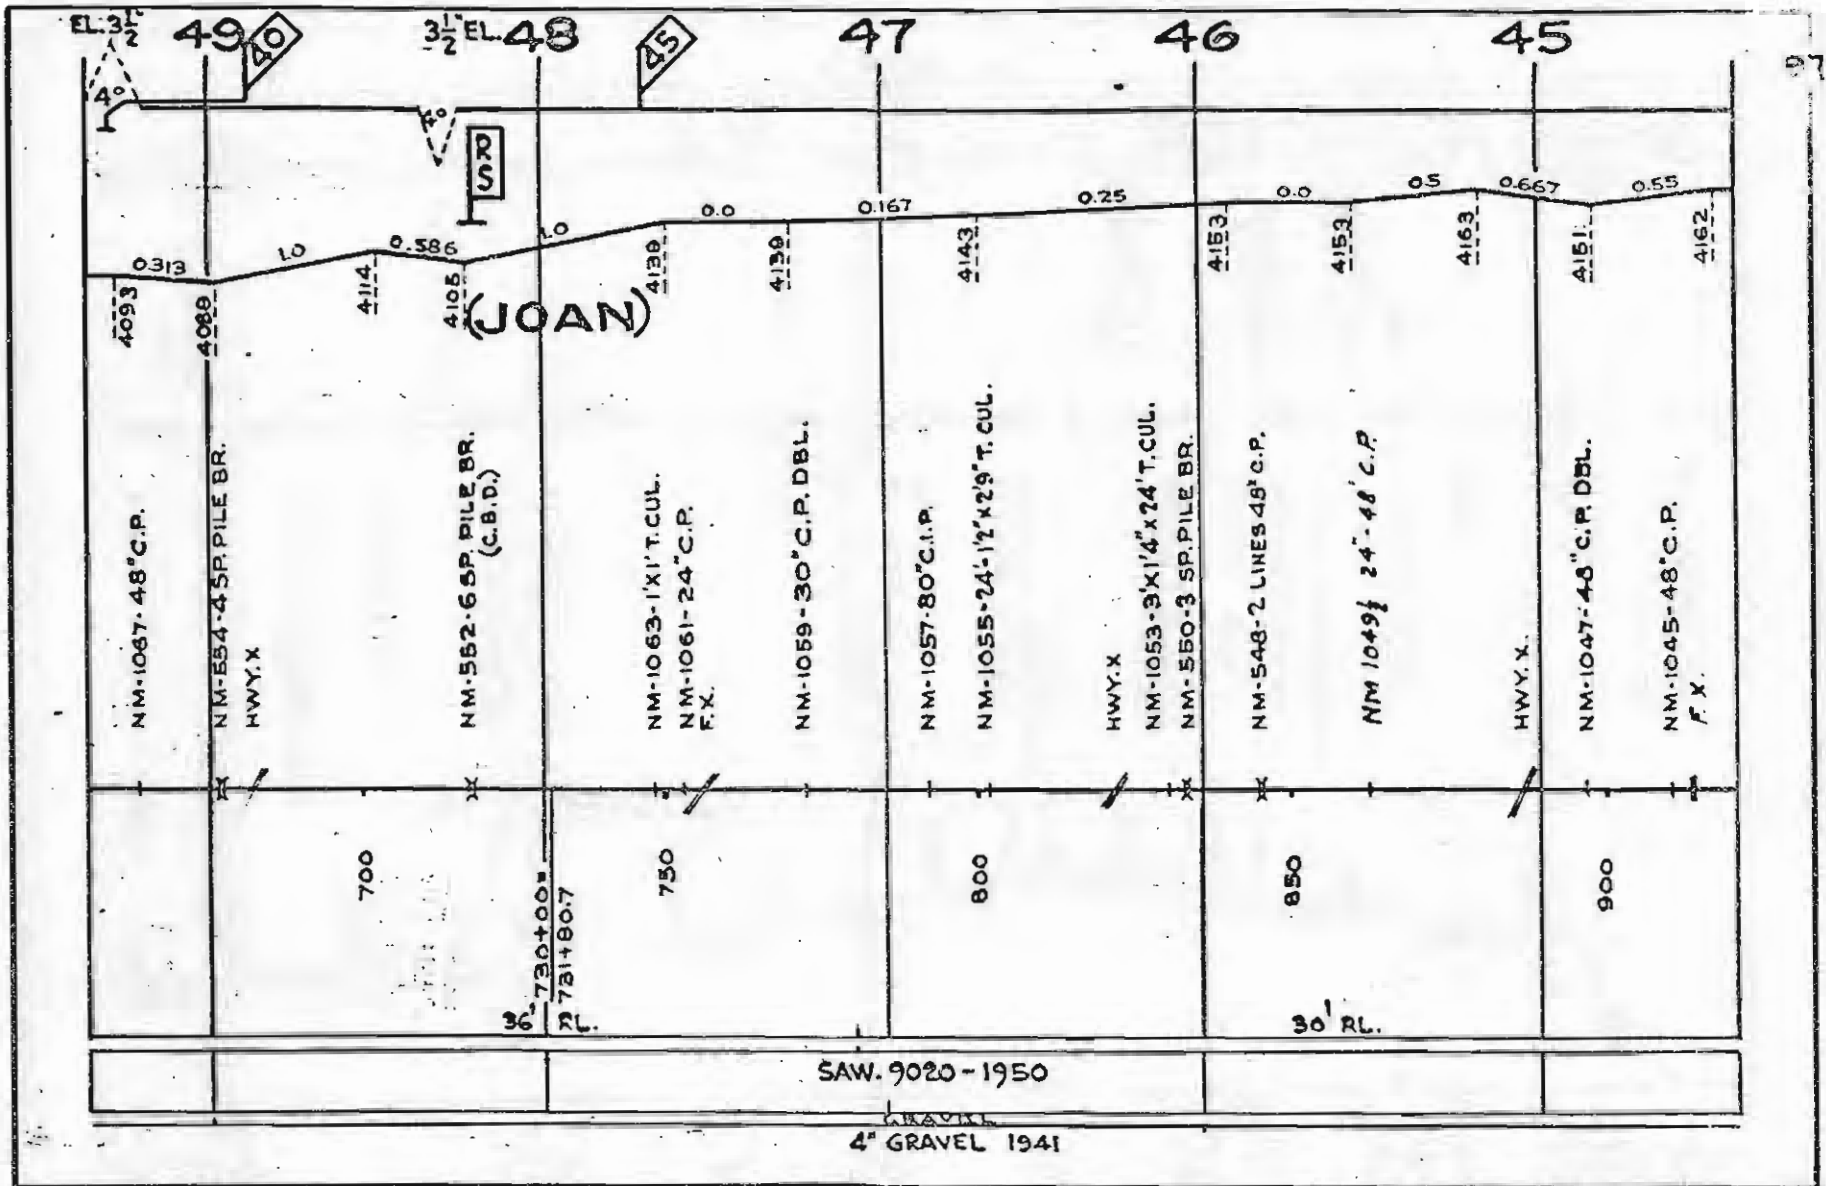 EL. 3½"
49
40
3½" EL.
48
45
47
46
45
97
4°
4°
RS
0.313
1.0
0.586
1.0
0.0
0.167
0.25
0.0
0.5
0.667
0.55
4093
4089
4114
4105
4139
4139
4143
4153
4153
4163
4151
4162
(JOAN)
NM-1067-48" C.P.
NM-554-4 SP. PILE BR.
HWY. X
NM-552-6 SP. PILE BR.
(C.B.D.)
NM-1063-1'X1' T. CUL.
NM-1061-24" C.P.
F.X.
NM-1059-30" C.P. DBL.
NM-1057-80" C.I.P.
NM-1055-24'-1'2"X2'9" T. CUL.
HWY. X
NM-1053-3'X1'4"X24' T. CUL.
NM-550-3 SP. PILE BR.
NM-548-2 LINES 48" C.P.
NM 1049½ 24"-48' C.P.
HWY. X.
NM-1047-48" C.P. DBL.
NM-1045-48" C.P.
F.X.
700
730+00=
731+80.7
750
800
850
900
36' RL.
30' RL.
SAW. 9020-1950
GRAVEL
4" GRAVEL 1941